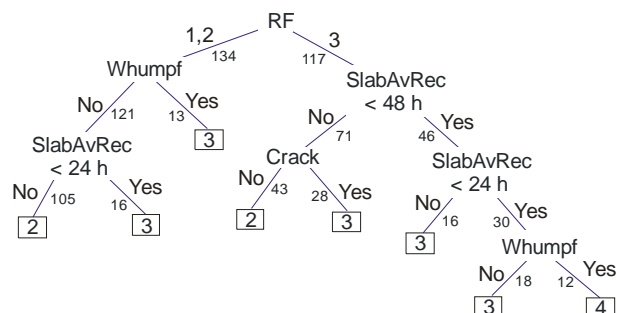 RF
1,2 3
134 117
Whumpf SlabAvRec
< 48 h
No 121 13 Yes No 71 46 Yes
3
SlabAvRec Crack SlabAvRec
< 24 h < 24 h
No 105 16 Yes No 43 28 Yes No 16 30 Yes
2 3 2 3 3
Whumpf
No 18 12 Yes
3 4